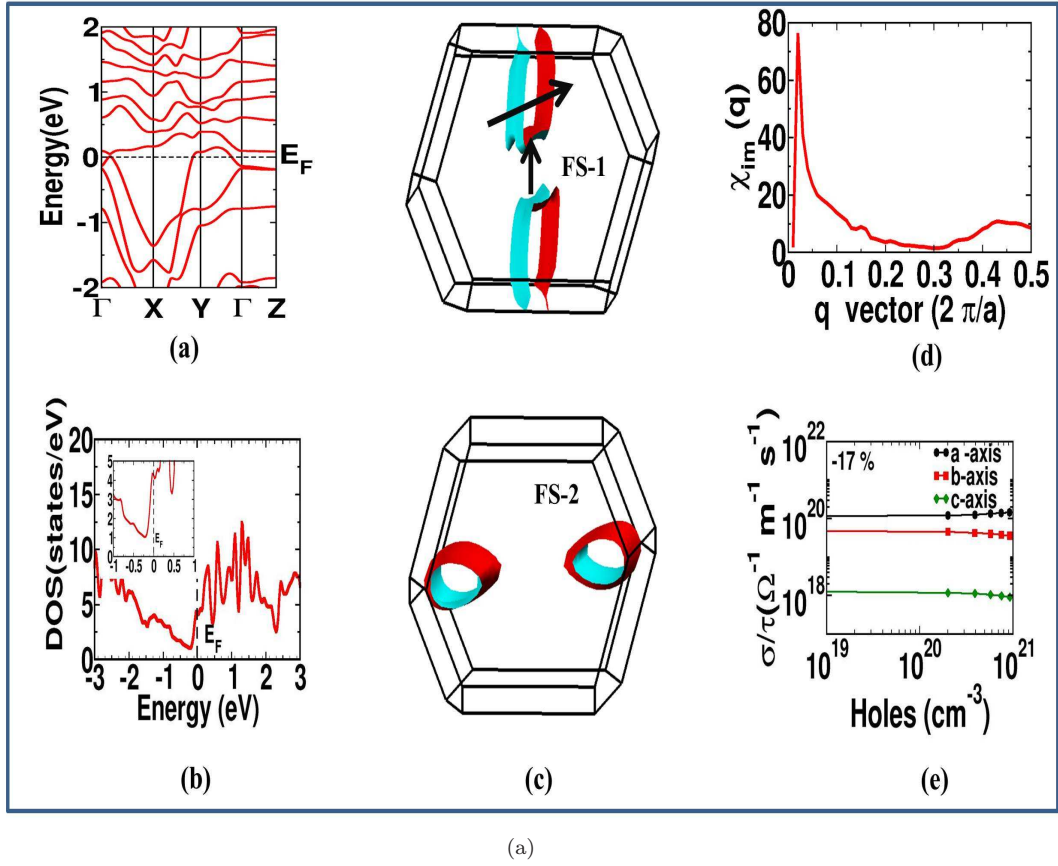 2
1
0
-1
-2
Energy(eV)
E_F
Γ X Y Γ Z
(a)
FS-1
80
60
40
20
0
χ_im (q)
0 0.1 0.2 0.3 0.4 0.5
q vector (2 π/a)
(d)
20
15
10
5
0
DOS(states/eV)
5
4
3
2
1
-1 -0.5 0 0.5 1
E_F
E_F
-3 -2 -1 0 1 2 3
Energy (eV)
(b)
FS-2
(c)
10^22
10^20
10^18
σ/τ(Ω^-1 m^-1 s^-1)
-17 %
a -axis
b-axis
c-axis
10^19 10^20 10^21
Holes (cm^-3)
(e)
(a)